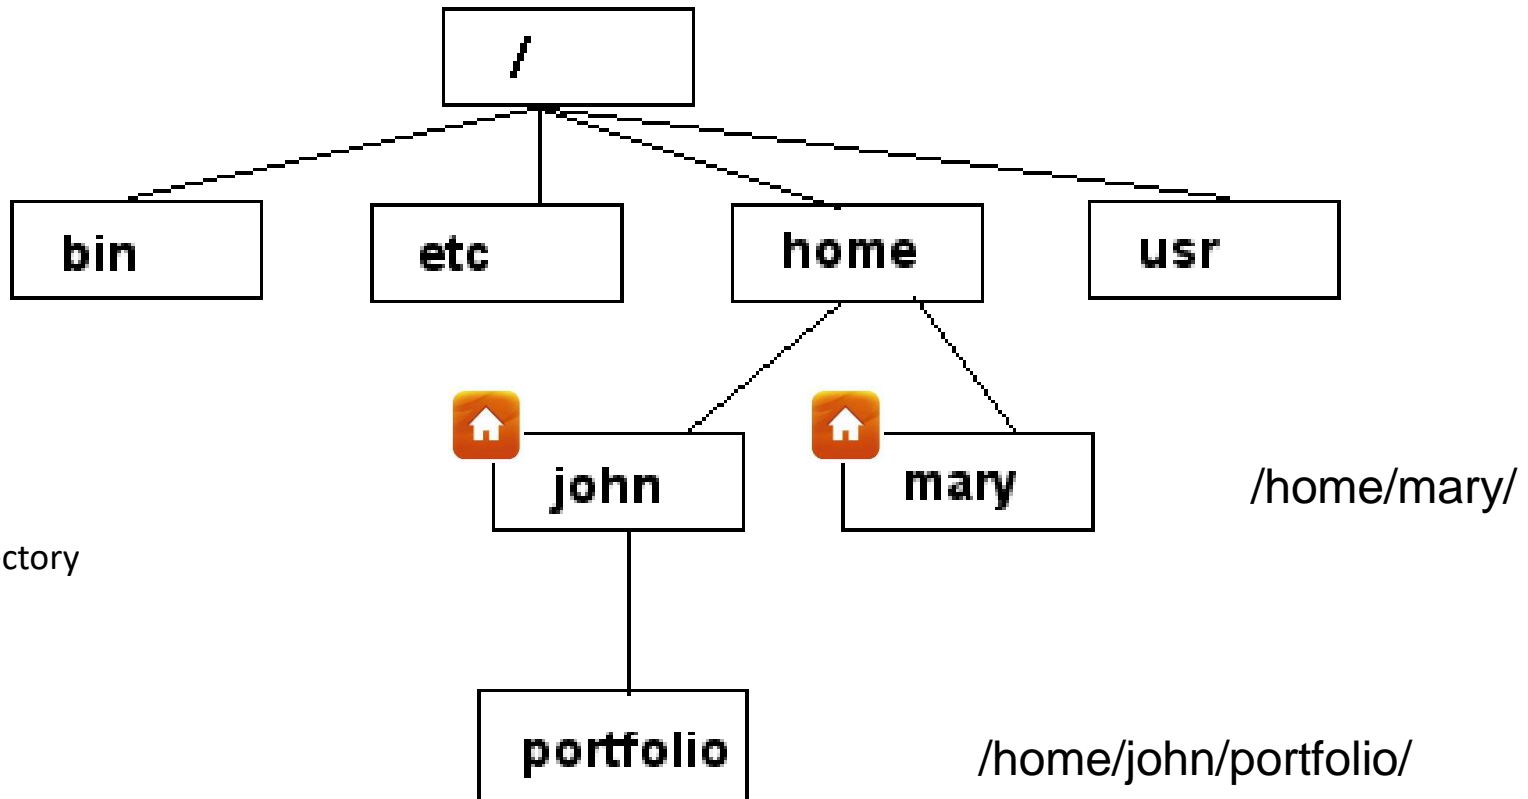 /
bin
etc
home
usr
john
mary
/home/mary/
ctory
portfolio
/home/john/portfolio/